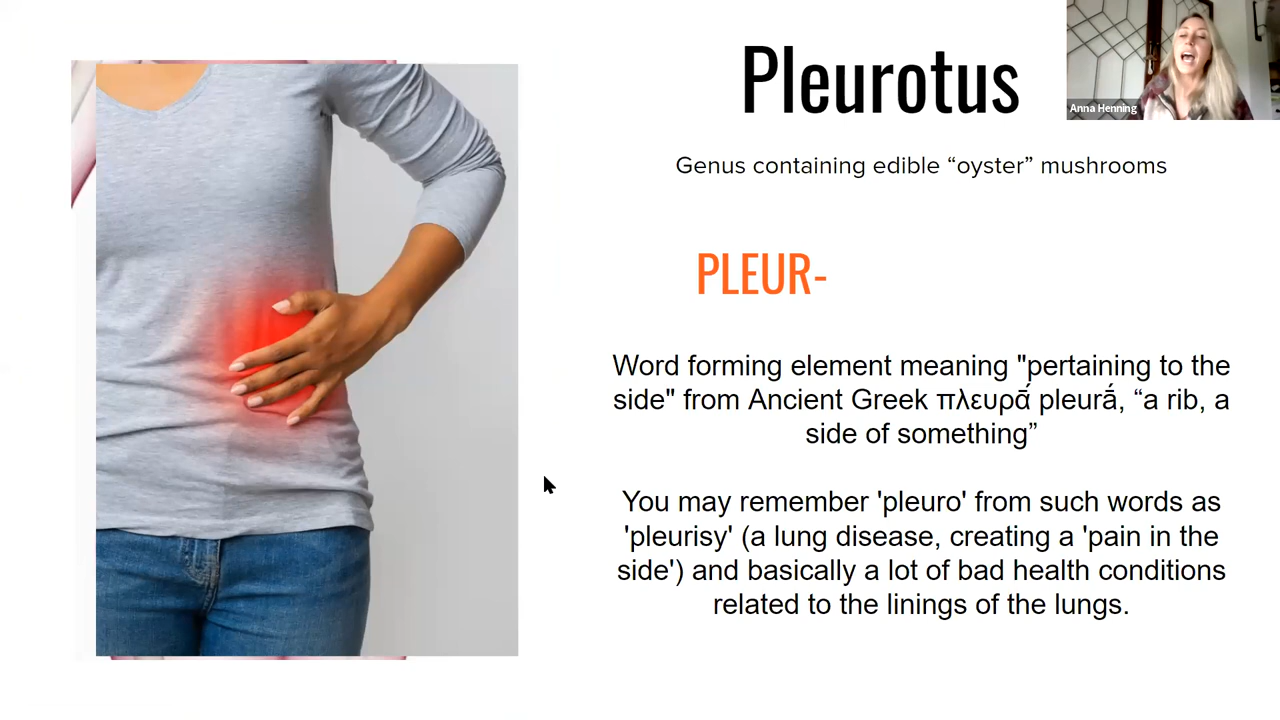 Pleurotus
Anna Henning
Genus containing edible “oyster” mushrooms
PLEUR-
Word forming element meaning "pertaining to the
side" from Ancient Greek πλευρᾱ́ pleurā́, “a rib, a
side of something”
You may remember 'pleuro' from such words as
'pleurisy' (a lung disease, creating a 'pain in the
side') and basically a lot of bad health conditions
related to the linings of the lungs.